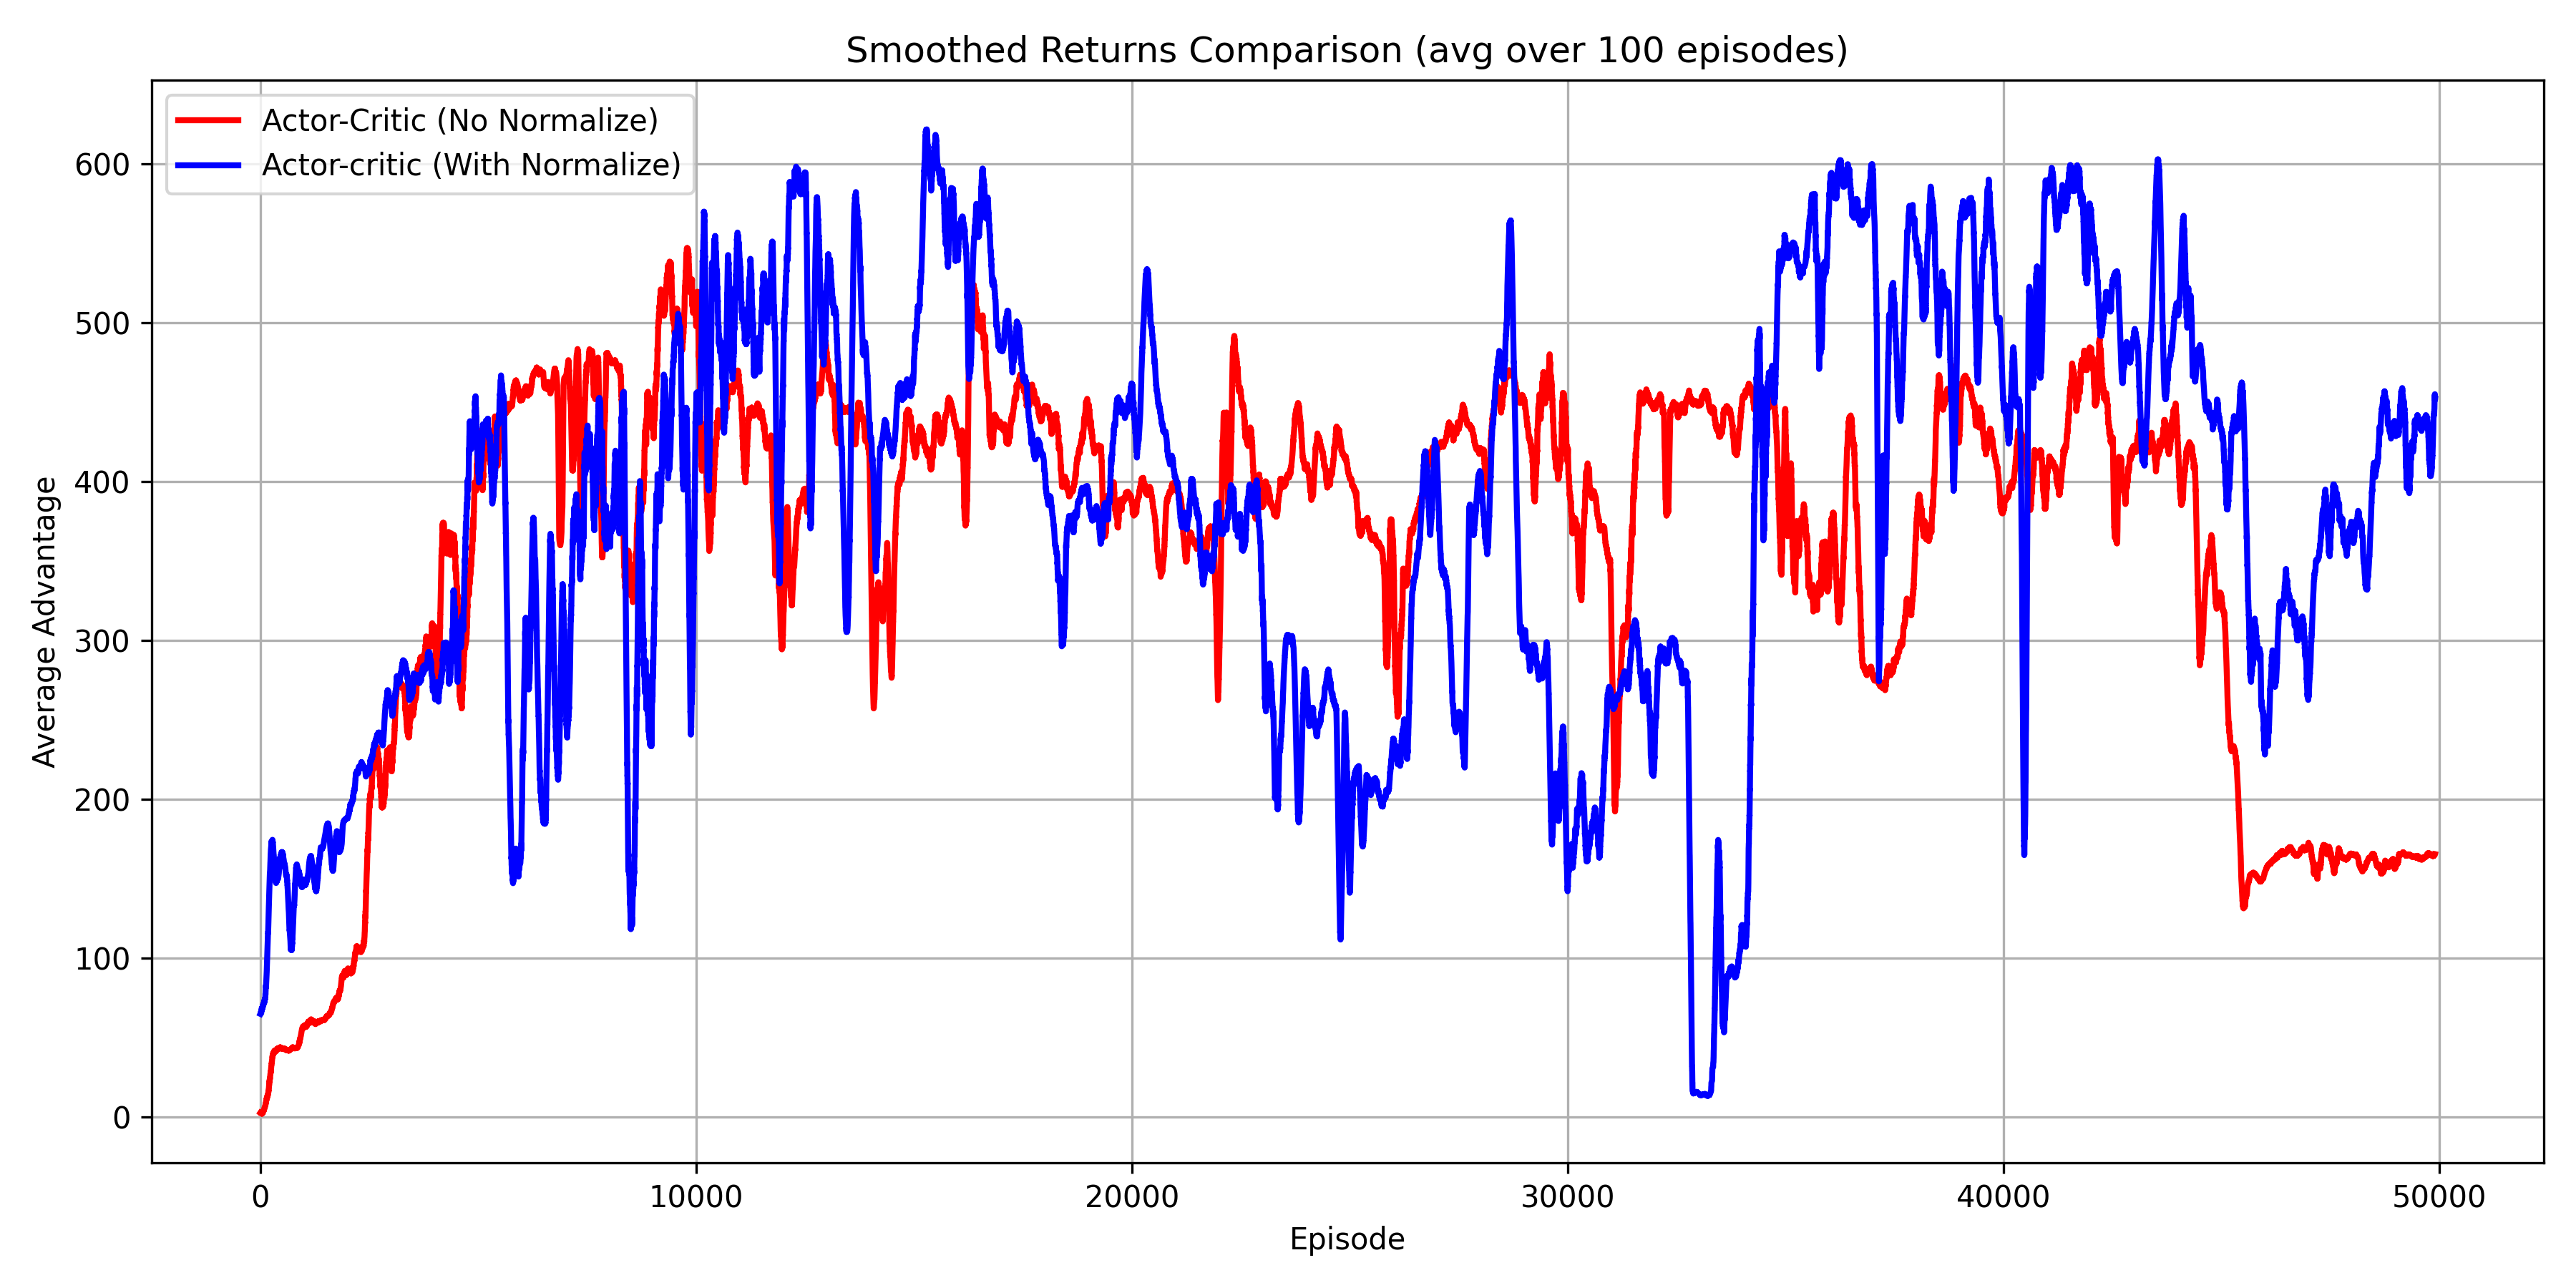 Smoothed Returns Comparison (avg over 100 episodes)
Actor-Critic (No Normalize)
Actor-critic (With Normalize)
Average Advantage
600
500
400
300
200
100
0
0 10000 20000 30000 40000 50000
Episode